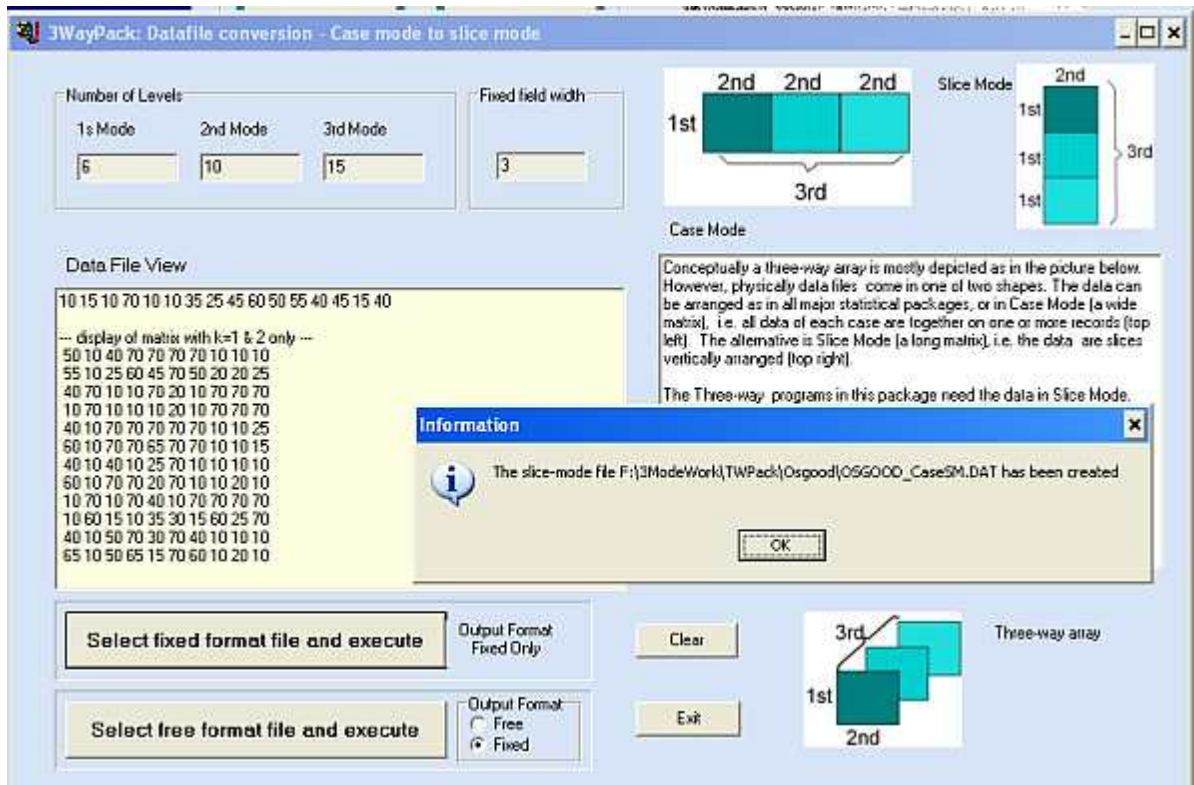 3WayPack: Datafile conversion - Case mode to slice mode
Number of Levels
1s Mode 2nd Mode 3rd Mode
6 10 15
Fixed field width
3
2nd 2nd 2nd
1st
3rd
Case Mode
Slice Mode
2nd
1st
1st
1st
3rd
Data File View
10 15 10 70 10 10 35 25 45 60 50 55 40 45 15 40
--- display of matrix with k=1 & 2 only ---
50 10 40 70 70 70 70 10 10 10
55 10 25 60 45 70 50 20 20 25
40 70 10 10 70 20 10 70 70 70
10 70 10 10 10 20 10 70 70 70
40 10 70 70 70 70 70 10 10 25
60 10 70 70 65 70 70 10 10 15
40 10 40 10 25 70 10 10 10 10
60 10 70 20 70 10 10 20 10
10 70 10 70 40 10 70 70 70 70
10 60 15 10 35 30 15 60 25 70
40 10 50 70 30 70 40 10 10 10
65 10 50 65 15 70 60 10 20 10
Conceptually a three-way array is mostly depicted as in the picture below.
However, physically data files come in one of two shapes. The data can
be arranged as in all major statistical packages, or in Case Mode (a wide
matrix), i.e. all data of each case are together on one or more records (top
left). The alternative is Slice Mode (a long matrix), i.e. the data are slices
vertically arranged (top right).
The Three-way programs in this package need the data in Slice Mode.
Information
The slice-mode file F:\3ModeWork\TWPack\Osgood\OSGOOD_CaseSM.DAT has been created
OK
Select fixed format file and execute
Output Format
Fixed Only
Select free format file and execute
Output Format
Free
Fixed
Clear
Exit
3rd
1st
2nd
Three-way array